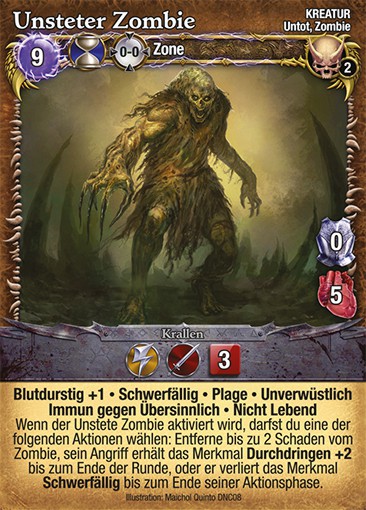 Unsteter Zombie
KREATUR
Untot, Zombie
9
0-0
Zone
2
0
5
Krallen
3
Blutdurstig +1 • Schwerfällig • Plage • Unverwüstlich
Immun gegen Übersinnlich • Nicht Lebend
Wenn der Unstete Zombie aktiviert wird, darfst du eine der
folgenden Aktionen wählen: Entferne bis zu 2 Schaden vom
Zombie, sein Angriff erhält das Merkmal Durchdringen +2
bis zum Ende der Runde, oder er verliert das Merkmal
Schwerfällig bis zum Ende seiner Aktionsphase.
Illustration: Maichol Quinto DNC08